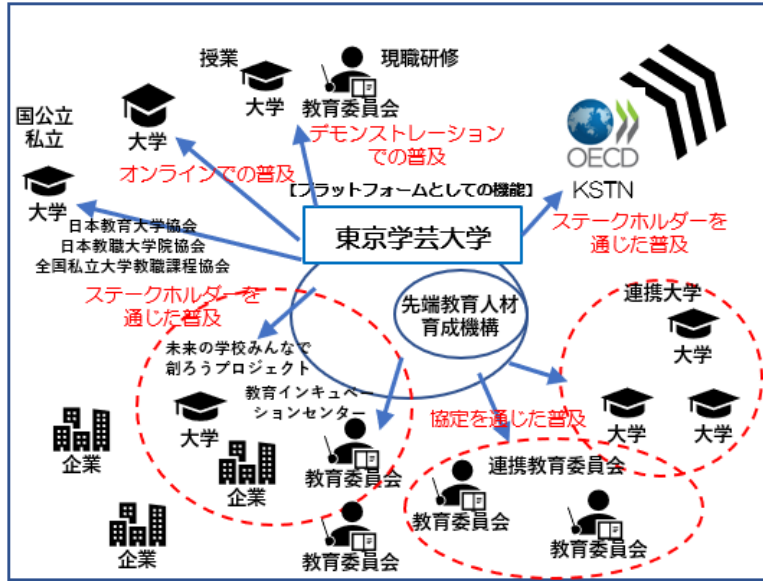 授業
現職研修
大学
教育委員会
国公立
私立
大学
大学
オンラインでの普及
デモンストレーション
での普及
OECD
KSTN
ステークホルダーを
通じた普及
【プラットフォームとしての機能】
東京学芸大学
日本教育大学協会
日本教職大学院協会
全国私立大学教職課程協会
先端教育人材
育成機構
ステークホルダーを
通じた普及
未来の学校みんなで
創ろうプロジェクト
教育インキュベー
ションセンター
大学
企業
教育委員会
連携大学
大学
大学
大学
協定を通じた普及
連携教育委員会
教育委員会
教育委員会
企業
企業
教育委員会